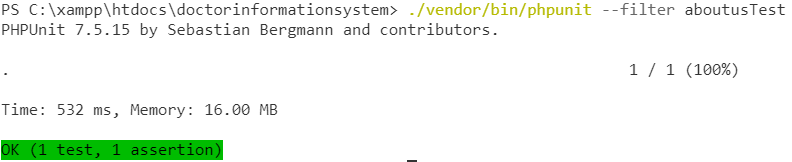 PS C:\xampp\htdocs\doctorinformationsystem> ./vendor/bin/phpunit --filter aboutusTest
PHPUnit 7.5.15 by Sebastian Bergmann and contributors.
. 1 / 1 (100%)
Time: 532 ms, Memory: 16.00 MB
OK (1 test, 1 assertion)